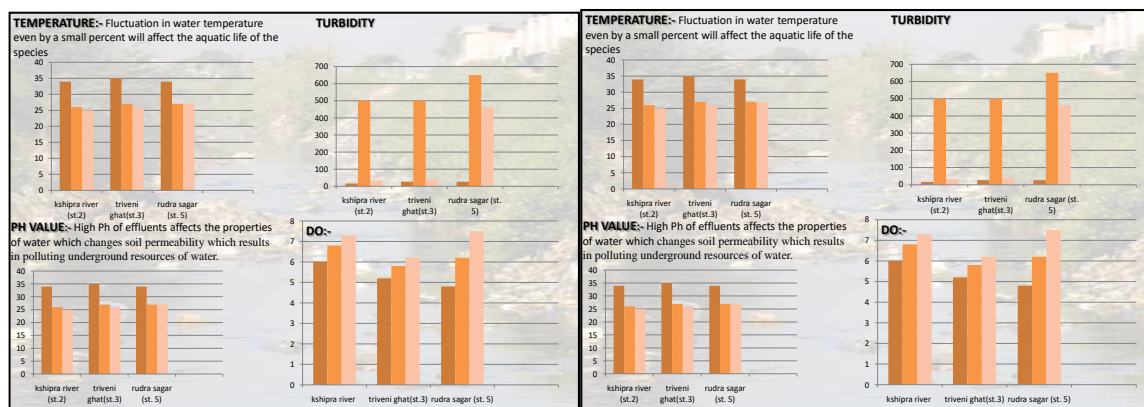 TEMPERATURE:- Fluctuation in water temperature
even by a small percent will affect the aquatic life of the
species
40
35
30
25
20
15
10
5
0
kshipra river
(st.2)
triveni
ghat(st.3)
rudra sagar
(st. 5)
TURBIDITY
700
600
500
400
300
200
100
0
kshipra river
(st.2)
triveni
ghat(st.3)
rudra sagar (st.
5)
PH VALUE:- High Ph of effluents affects the properties
of water which changes soil permeability which results
in polluting underground resources of water.
40
35
30
25
20
15
10
5
0
kshipra river
(st.2)
triveni
ghat(st.3)
rudra sagar
(st. 5)
DO:-
8
7
6
5
4
3
2
1
0
kshipra river
triveni ghat(st.3)
rudra sagar (st. 5)
TEMPERATURE:- Fluctuation in water temperature
even by a small percent will affect the aquatic life of the
species
40
35
30
25
20
15
10
5
0
kshipra river
(st.2)
triveni
ghat(st.3)
rudra sagar
(st. 5)
TURBIDITY
700
600
500
400
300
200
100
0
kshipra river
(st.2)
triveni
ghat(st.3)
rudra sagar (st.
5)
PH VALUE:- High Ph of effluents affects the properties
of water which changes soil permeability which results
in polluting underground resources of water.
40
35
30
25
20
15
10
5
0
kshipra river
(st.2)
triveni
ghat(st.3)
rudra sagar
(st. 5)
DO:-
8
7
6
5
4
3
2
1
0
kshipra river
triveni ghat(st.3)
rudra sagar (st. 5)